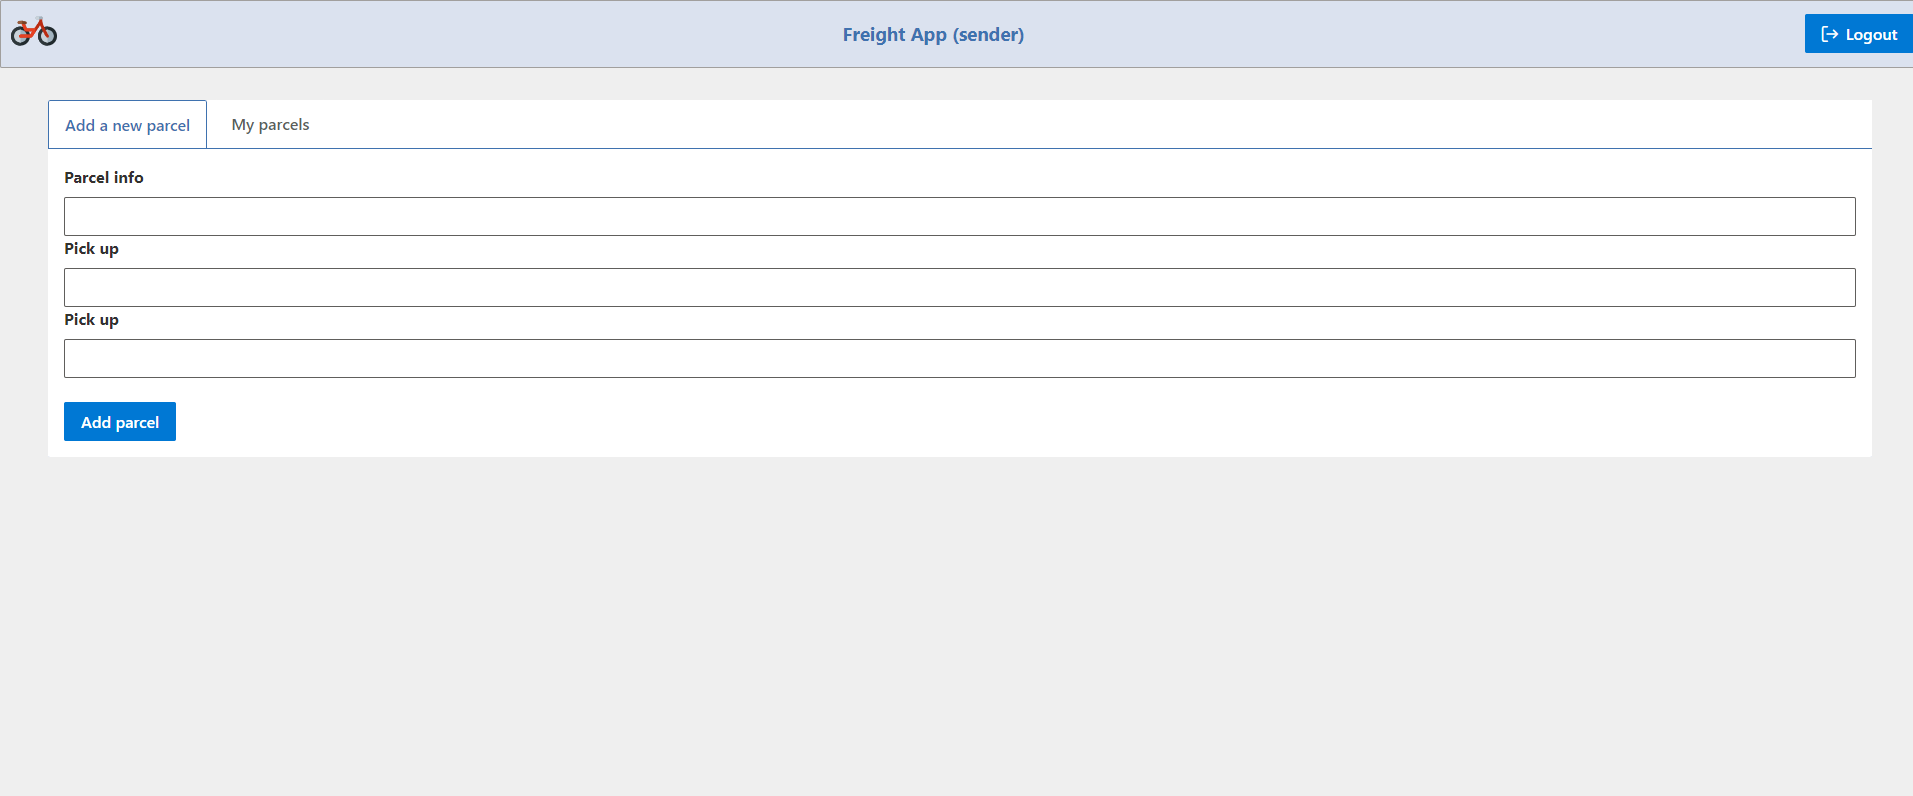 Freight App (sender)
Logout
Add a new parcel
My parcels
Parcel info
Pick up
Pick up
Add parcel